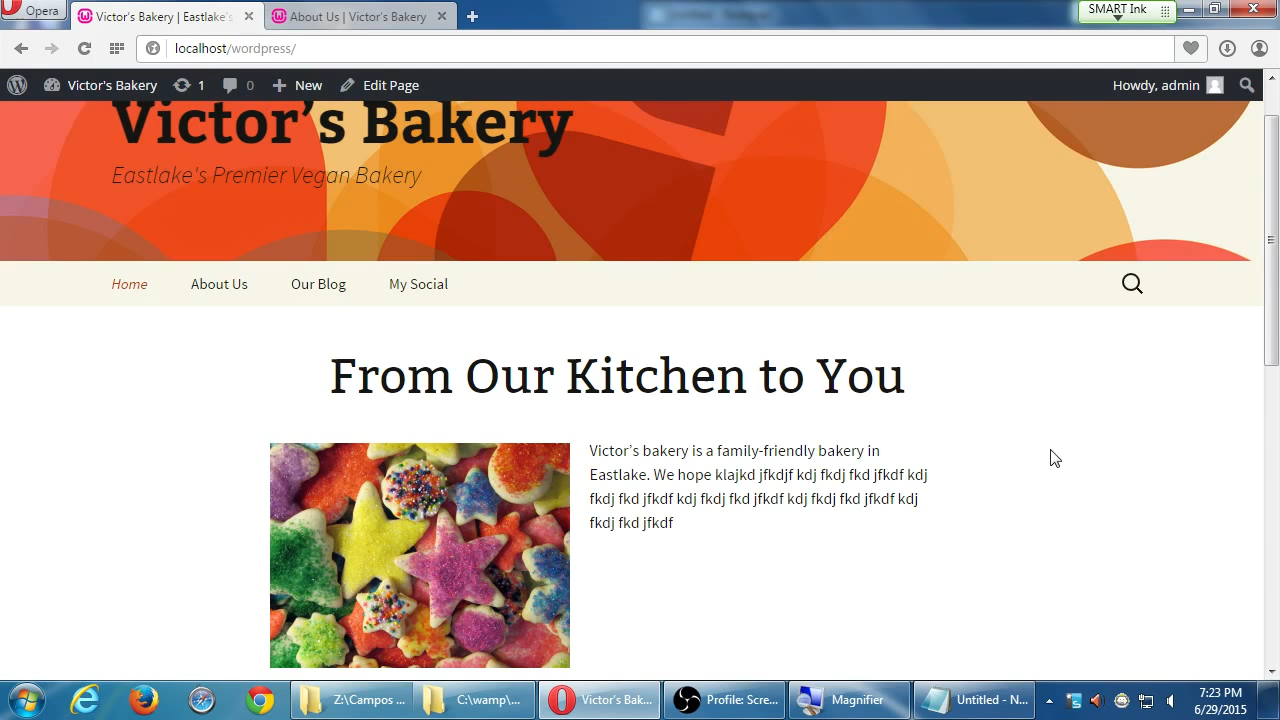 Opera
Victor's Bakery | Eastlake's
About Us | Victor's Bakery
SMART Ink
localhost/wordpress/
Victor's Bakery
1
0
New
Edit Page
Howdy, admin
Victor's Bakery
Eastlake's Premier Vegan Bakery
Home
About Us
Our Blog
My Social
From Our Kitchen to You
Victor's bakery is a family-friendly bakery in
Eastlake. We hope klajkd jfkdjf kdj fkdj fkd jfkdf kdj
fkdj fkd jfkdf kdj fkdj fkd jfkdf kdj fkdj fkd jfkdf kdj
fkdj fkd jfkdf
Z:\Campos ...
C:\wamp\...
Victor's Bak...
Profile: Scre...
Magnifier
Untitled - N...
7:23 PM
6/29/2015